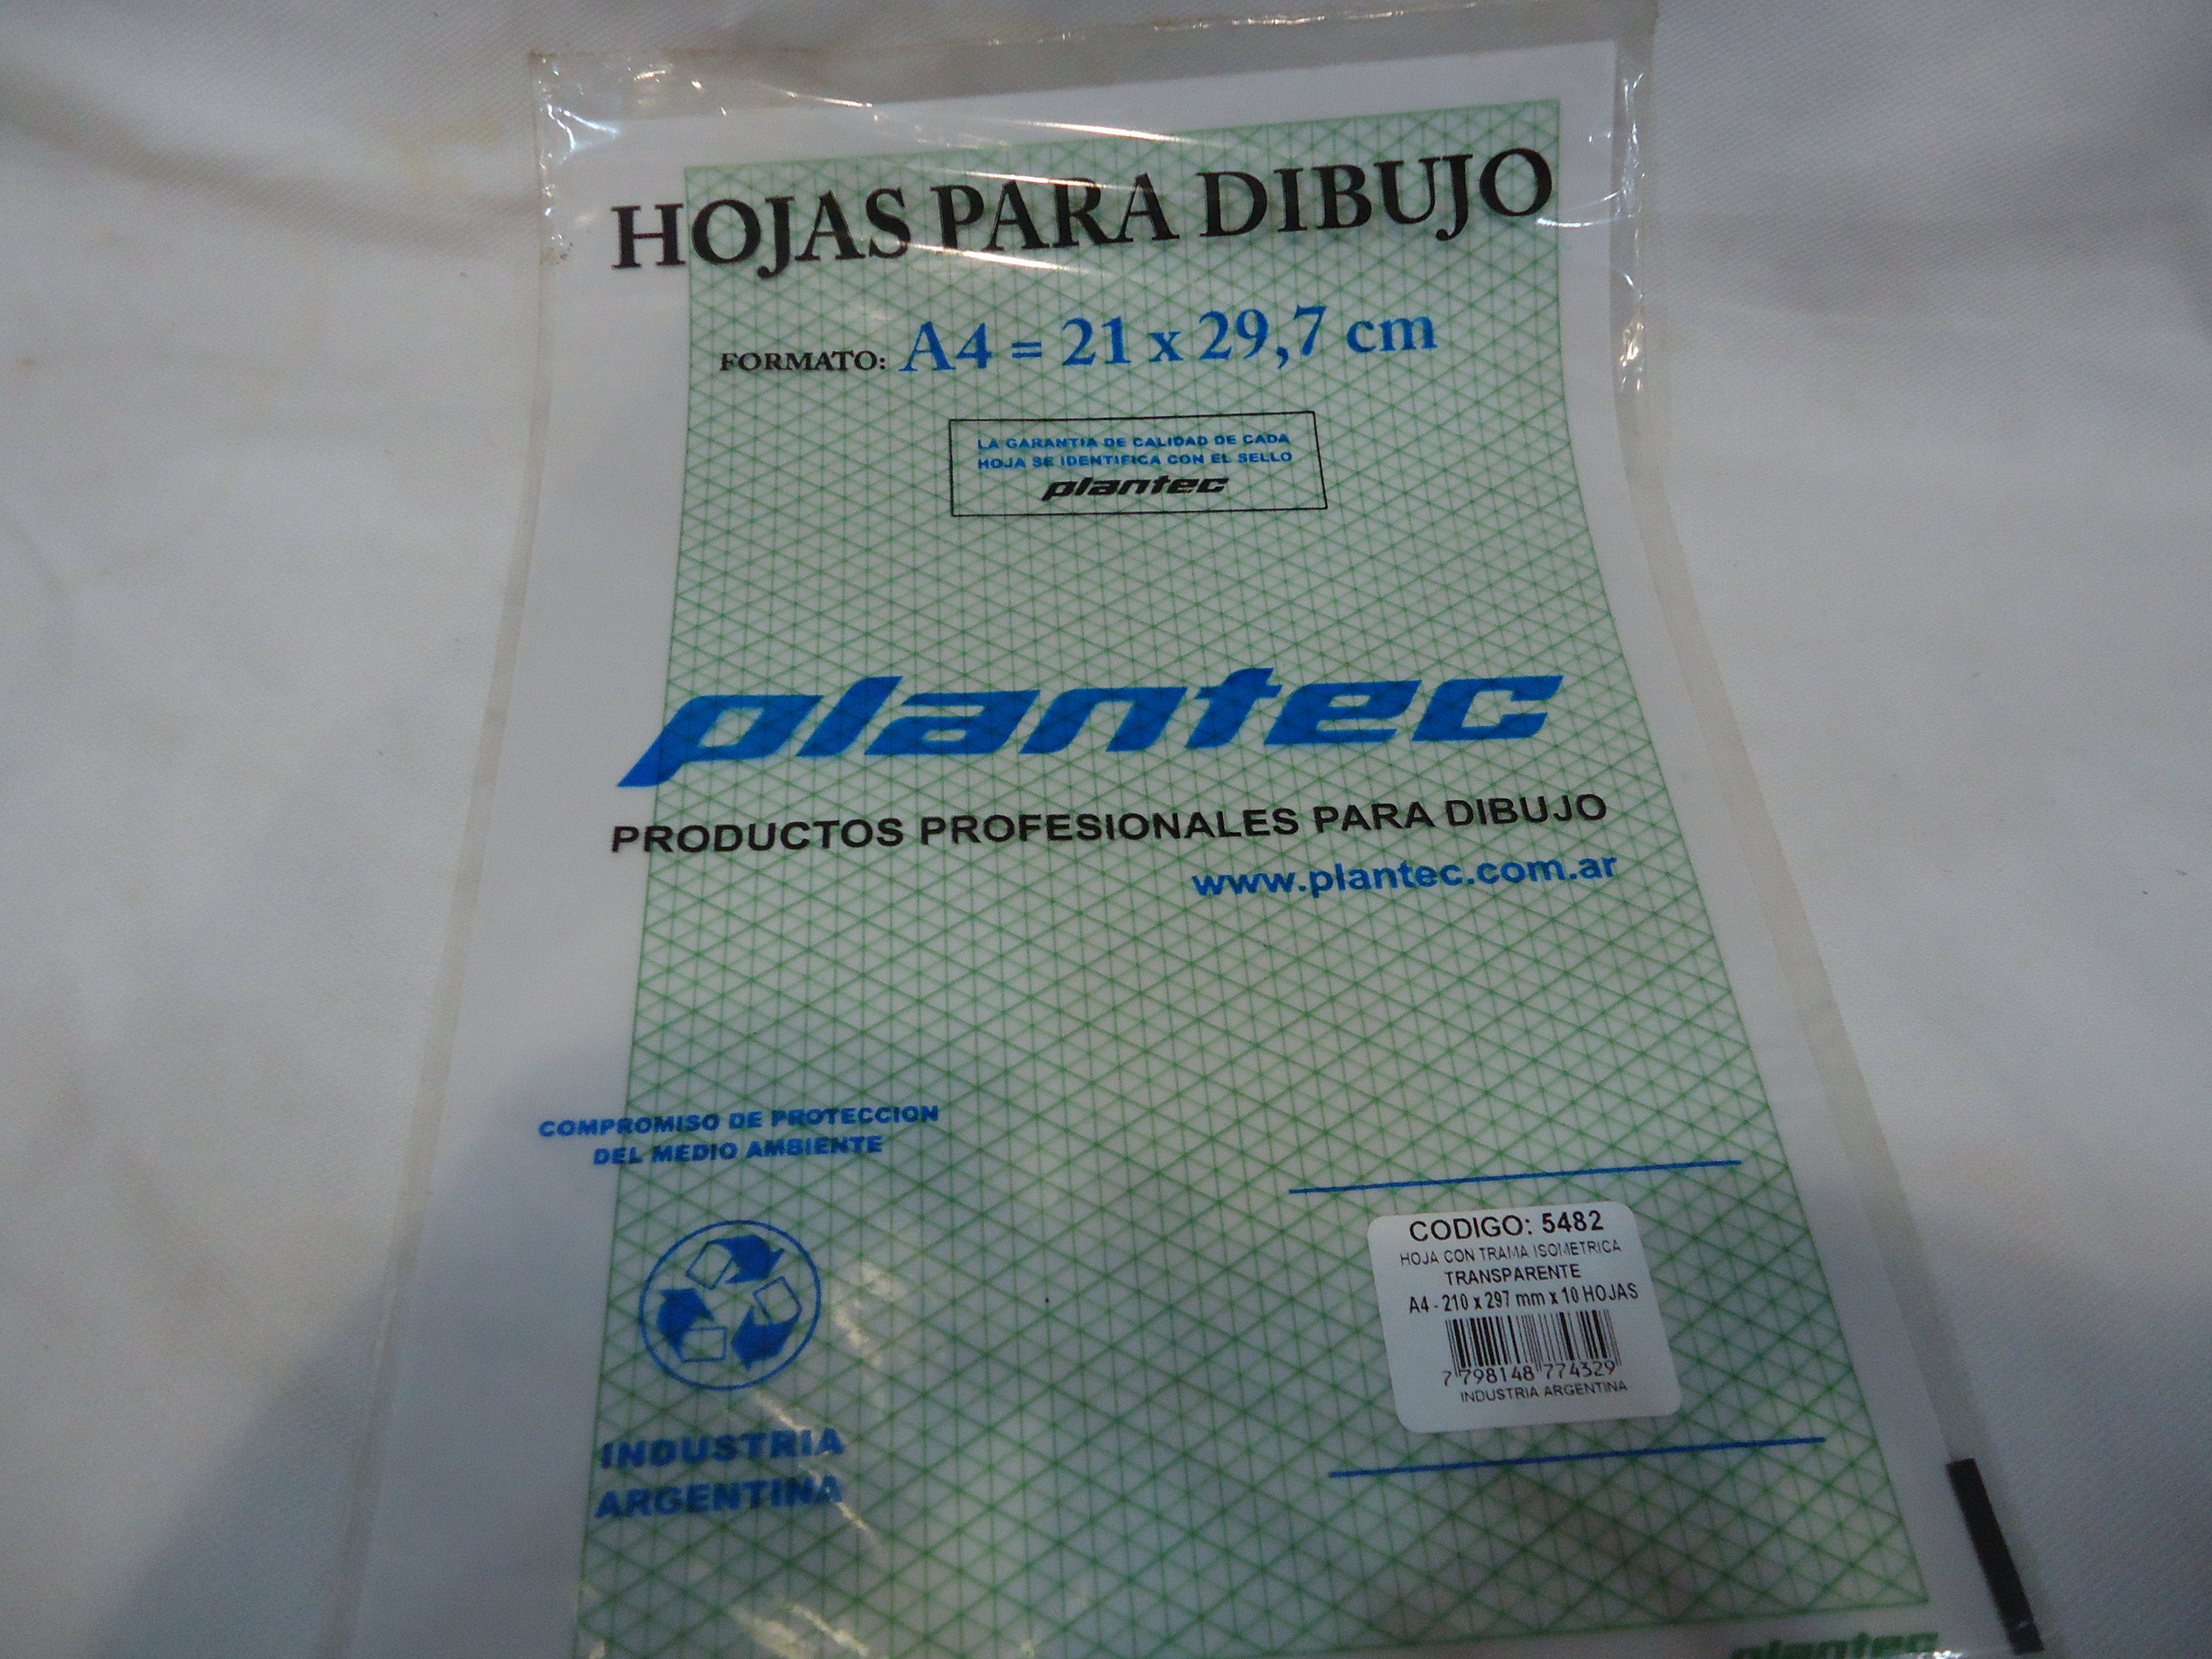 HOJAS PARA DIBUJO
FORMATO: A4 = 21 x 29,7 cm
LA GARANTIA DE CALIDAD DE CADA
HOJA SE IDENTIFICA CON EL SELLO
plantec
plantec
PRODUCTOS PROFESIONALES PARA DIBUJO
www.plantec.com.ar
COMPROMISO DE PROTECCION
DEL MEDIO AMBIENTE
INDUSTRIA
ARGENTINA
CODIGO: 5482
HOJA CON TRAMA ISOMETRICA
TRANSPARENTE
A4 - 210 x 297 mm x 10 HOJAS
7 798148 774329
INDUSTRIA ARGENTINA
plantec